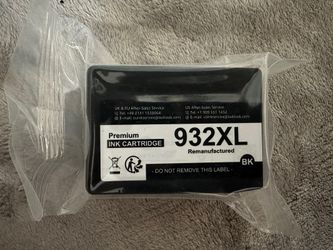 UK & EU After-Sales Service
US After-Sales Service
Premium
INK CARTRIDGE
932XL
Remanufactured
BK
- DO NOT REMOVE THIS LABEL -